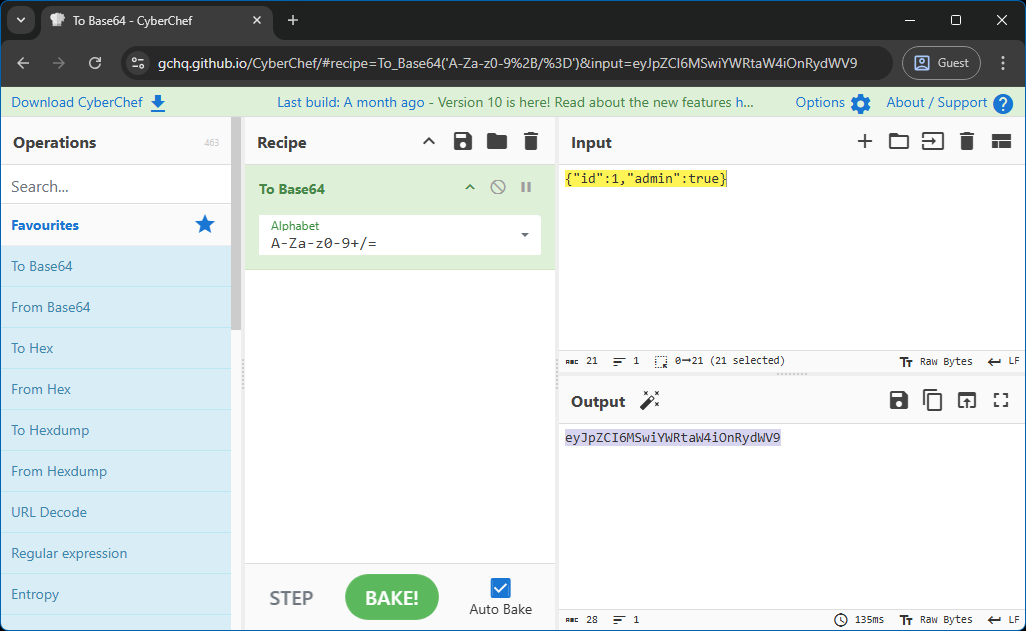 To Base64 - CyberChef
gchq.github.io/CyberChef/#recipe=To_Base64('A-Za-z0-9%2B/%3D')&input=eyJpZCI6MSwiYWRtaW4iOnRydWV9
Guest
Download CyberChef
Last build: A month ago - Version 10 is here! Read about the new features h...
Options
About / Support
Operations
463
Search...
Favourites
To Base64
From Base64
To Hex
From Hex
To Hexdump
From Hexdump
URL Decode
Regular expression
Entropy
Recipe
To Base64
Alphabet
A-Za-z0-9+/=
STEP
BAKE!
Auto Bake
Input
{"id":1,"admin":true}
ABC 21
1
0→21 (21 selected)
Tт Raw Bytes
LF
Output
eyJpZCI6MSwiYWRtaW4iOnRydWV9
ABC 28
1
135ms
Tт Raw Bytes
LF